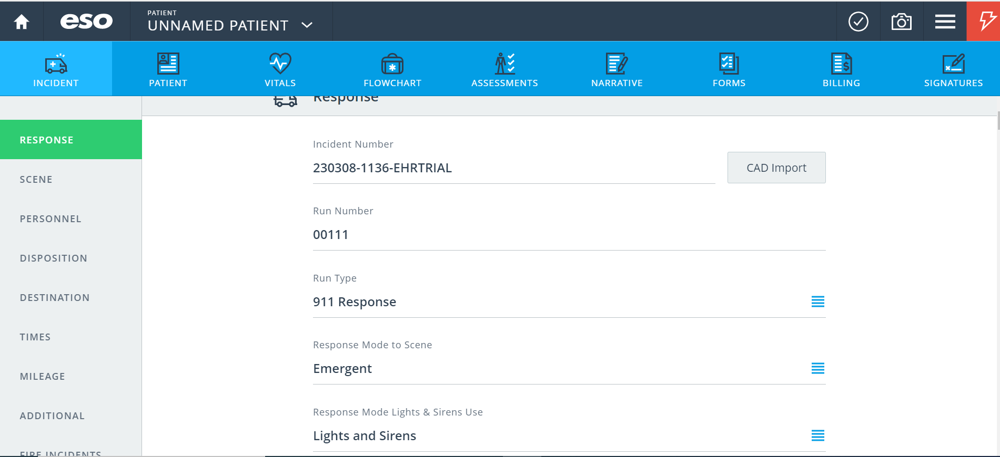 eso
PATIENT
UNNAMED PATIENT
INCIDENT
PATIENT
VITALS
FLOWCHART
ASSESSMENTS
NARRATIVE
FORMS
BILLING
SIGNATURES
Response
RESPONSE
SCENE
PERSONNEL
DISPOSITION
DESTINATION
TIMES
MILEAGE
ADDITIONAL
FIRE INCIDENTS
Incident Number
230308-1136-EHRTRIAL
CAD Import
Run Number
00111
Run Type
911 Response
Response Mode to Scene
Emergent
Response Mode Lights & Sirens Use
Lights and Sirens